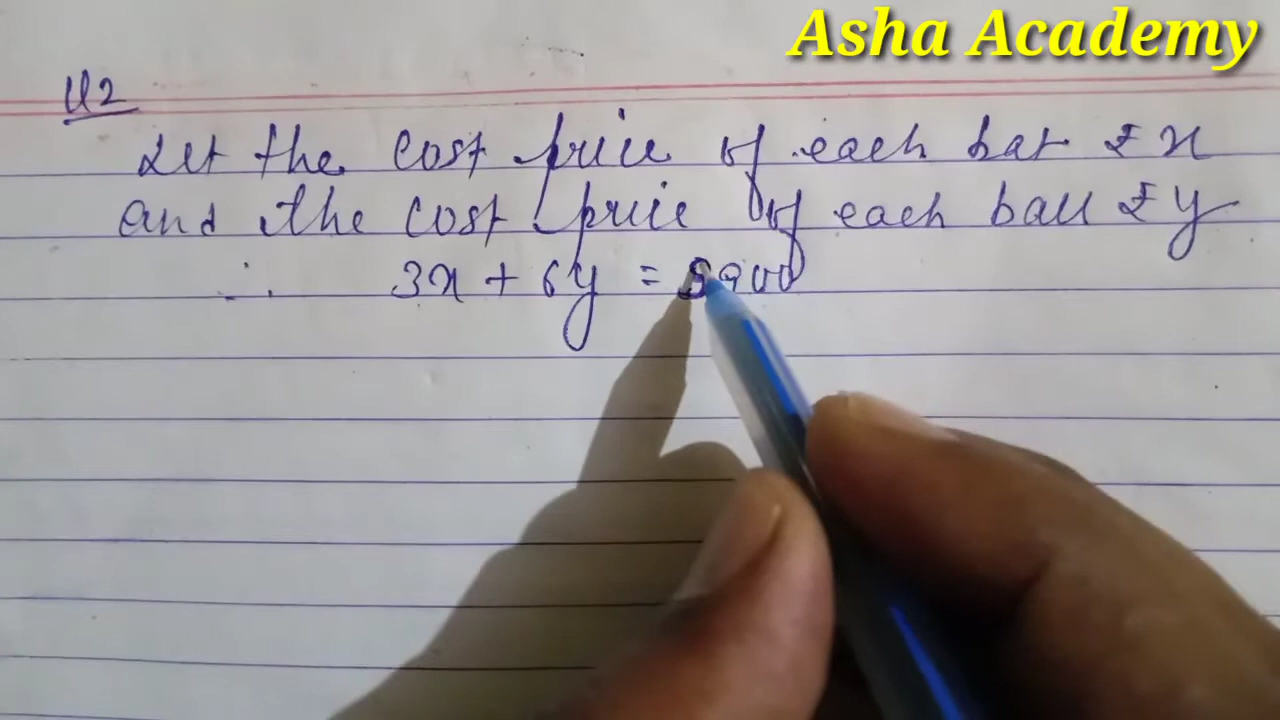 Asha Academy
U2
Let the cost price of each bat ₹ x
and the cost price of each ball ₹ y
∴ 3x + 6y =